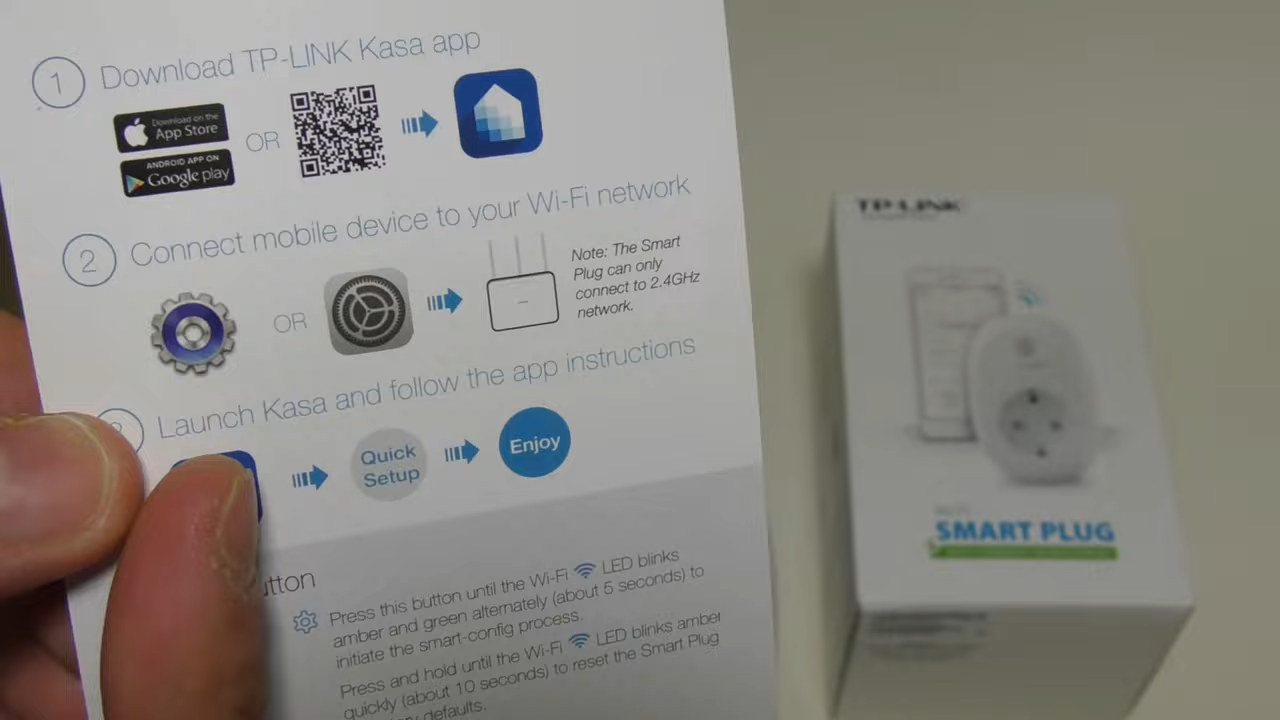 1 Download TP-LINK Kasa app
Download on the
App Store
OR
ANDROID APP ON
Google play
2 Connect mobile device to your Wi-Fi network
OR
Note: The Smart
Plug can only
connect to 2.4GHz
network.
Launch Kasa and follow the app instructions
Quick
Setup
Enjoy
utton
Press this button until the Wi-Fi LED blinks
amber and green alternately (about 5 seconds) to
initiate the smart-config process.
Press and hold until the Wi-Fi LED blinks amber
quickly (about 10 seconds) to reset the Smart Plug
defaults.
TP-LINK
SMART PLUG